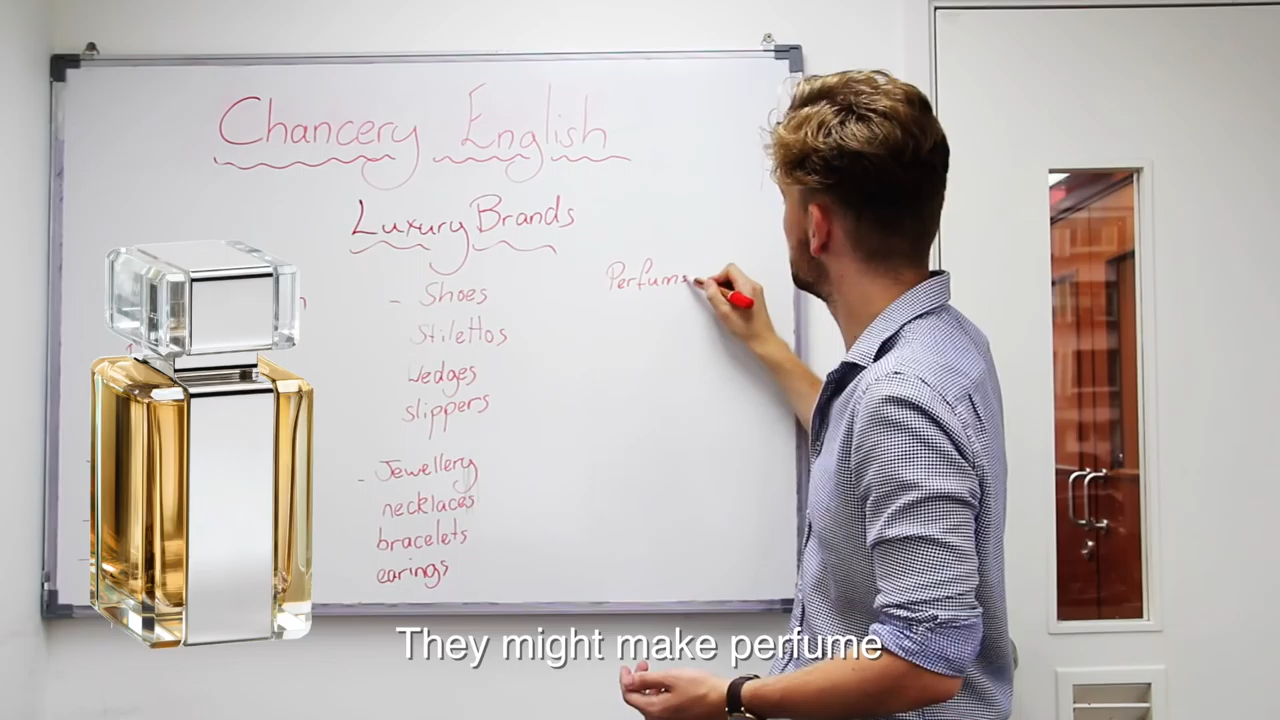 Chancery English
Luxury Brands
- Shoes
Stilettos
Wedges
slippers
- Jewellery
necklaces
bracelets
earings
Perfume
They might make perfume